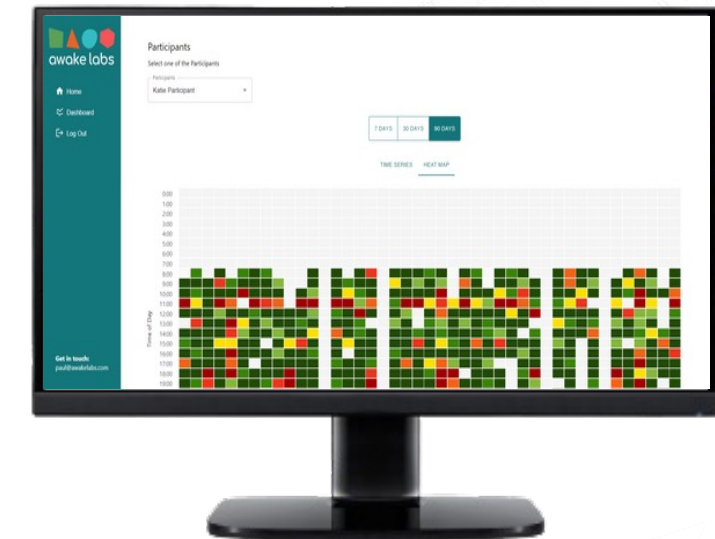 awake labs
Home
Dashboard
Log Out
Get in touch:
paul@awakelabs.com
Participants
Select one of the Participants
Participants
Katie Participant
7 DAYS
30 DAYS
90 DAYS
TIME SERIES
HEAT MAP
Time of Day
0:00
1:00
2:00
3:00
4:00
5:00
6:00
7:00
8:00
9:00
10:00
11:00
12:00
13:00
14:00
15:00
16:00
17:00
18:00
19:00